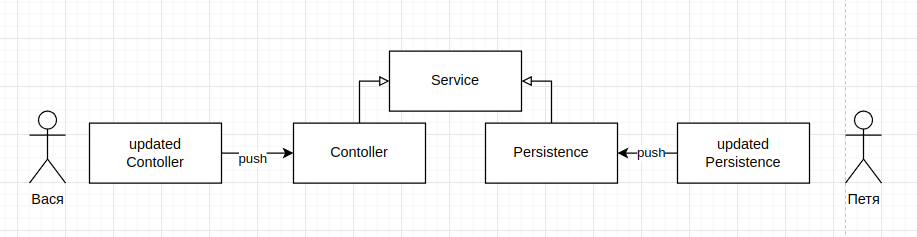 Service
updated
Contoller
push
Contoller
Persistence
push
updated
Persistence
Вася
Петя